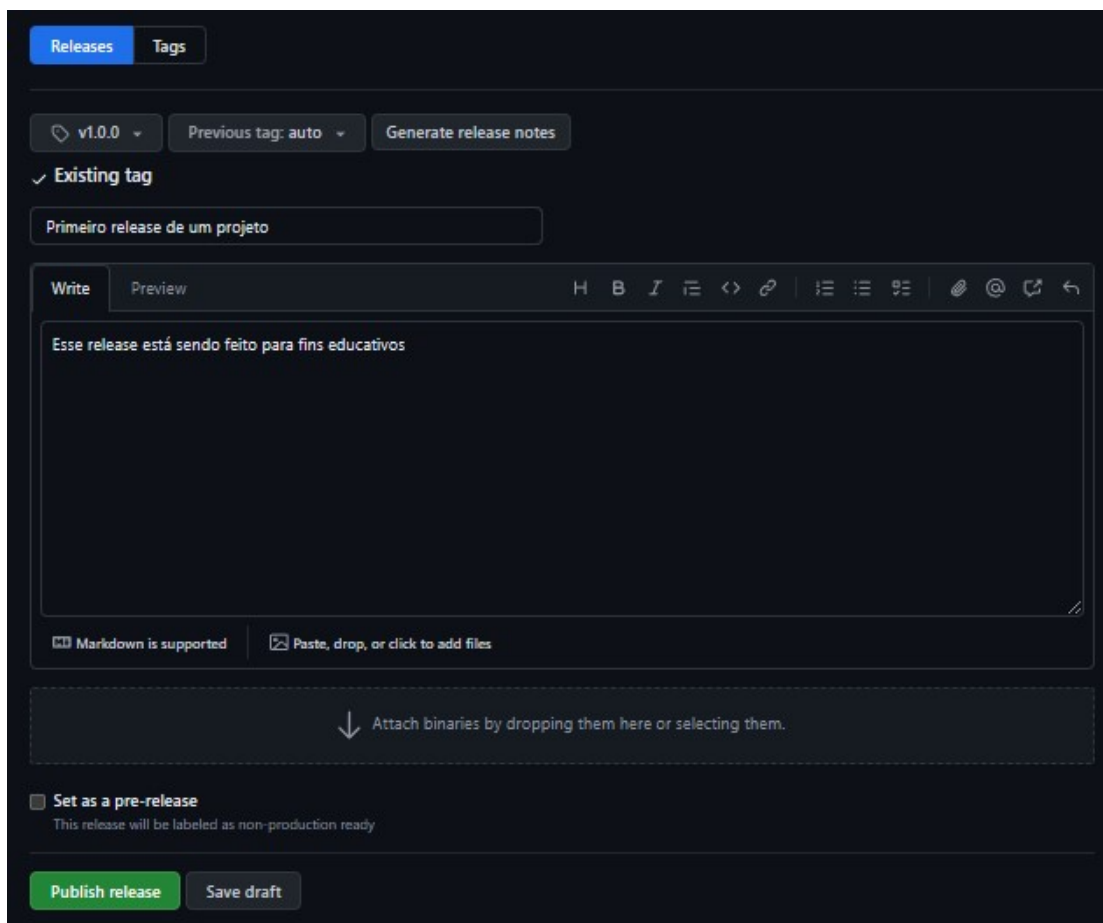 Releases Tags
v1.0.0 Previous tag: auto Generate release notes
Existing tag
Primeiro release de um projeto
Write Preview H B I
Esse release está sendo feito para fins educativos
Markdown is supported Paste, drop, or click to add files
Attach binaries by dropping them here or selecting them.
Set as a pre-release
This release will be labeled as non-production ready
Publish release Save draft